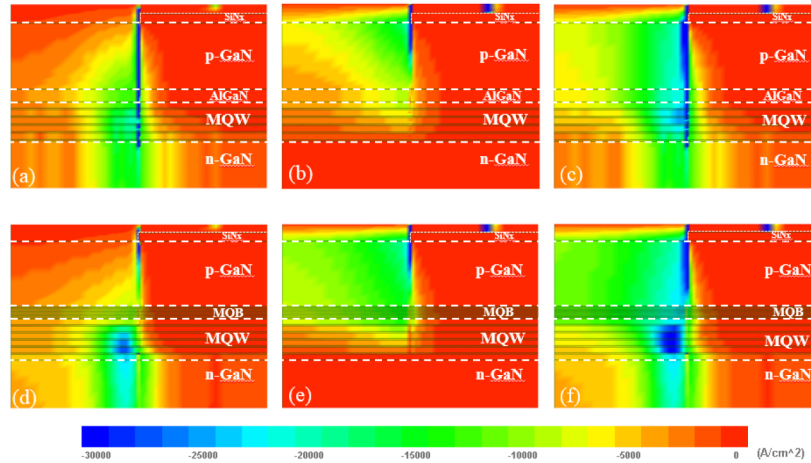 SiNx
SiNx
SiNx
p-GaN
p-GaN
p-GaN
AlGaN
AlGaN
AlGaN
MQW
MQW
MQW
n-GaN
n-GaN
n-GaN
(a)
(b)
(c)
SiNx
SiNx
SiNx
p-GaN
p-GaN
p-GaN
MQB
MQB
MQB
MQW
MQW
MQW
n-GaN
n-GaN
n-GaN
(d)
(e)
(f)
-30000 -25000 -20000 -15000 -10000 -5000 0 (A/cm^2)